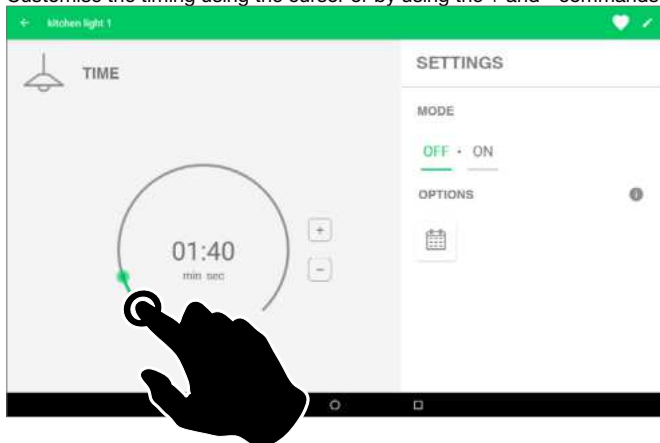 Customise the timing using the cursor or by using the + and - commands
kitchen light 1
TIME
SETTINGS
MODE
OFF • ON
OPTIONS
01:40
min sec
+
-